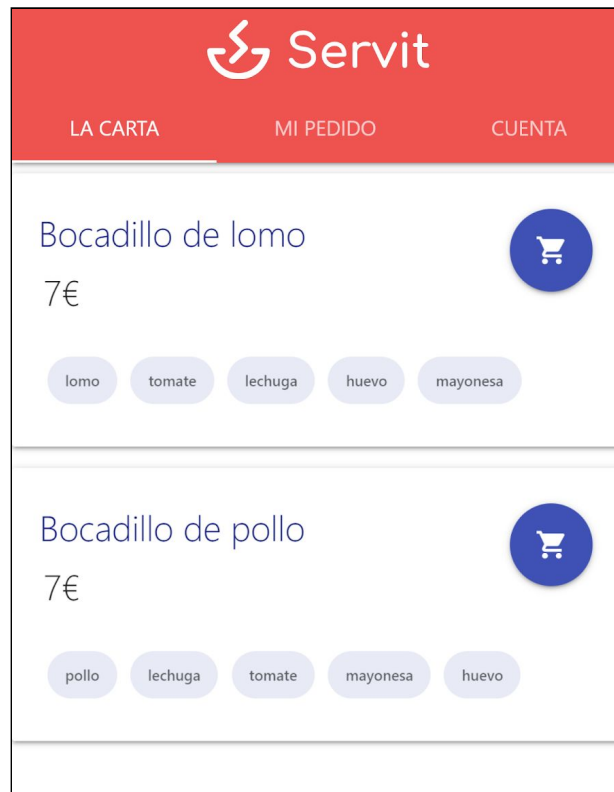 Servit
LA CARTA MI PEDIDO CUENTA
Bocadillo de lomo
7€
lomo tomate lechuga huevo mayonesa
Bocadillo de pollo
7€
pollo lechuga tomate mayonesa huevo